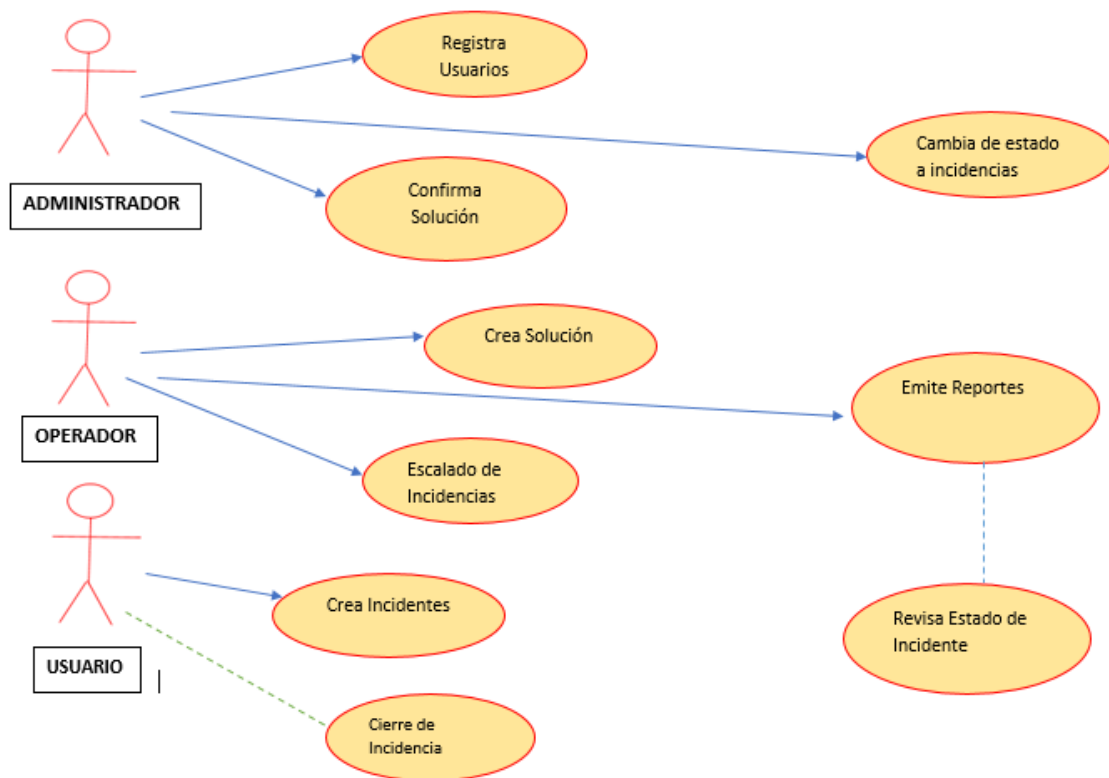 Registra
Usuarios
Cambia de estado
a incidencias
ADMINISTRADOR
Confirma
Solución
Crea Solución
Emite Reportes
OPERADOR
Escalado de
Incidencias
Crea Incidentes
Revisa Estado de
Incidente
USUARIO
Cierre de
Incidencia